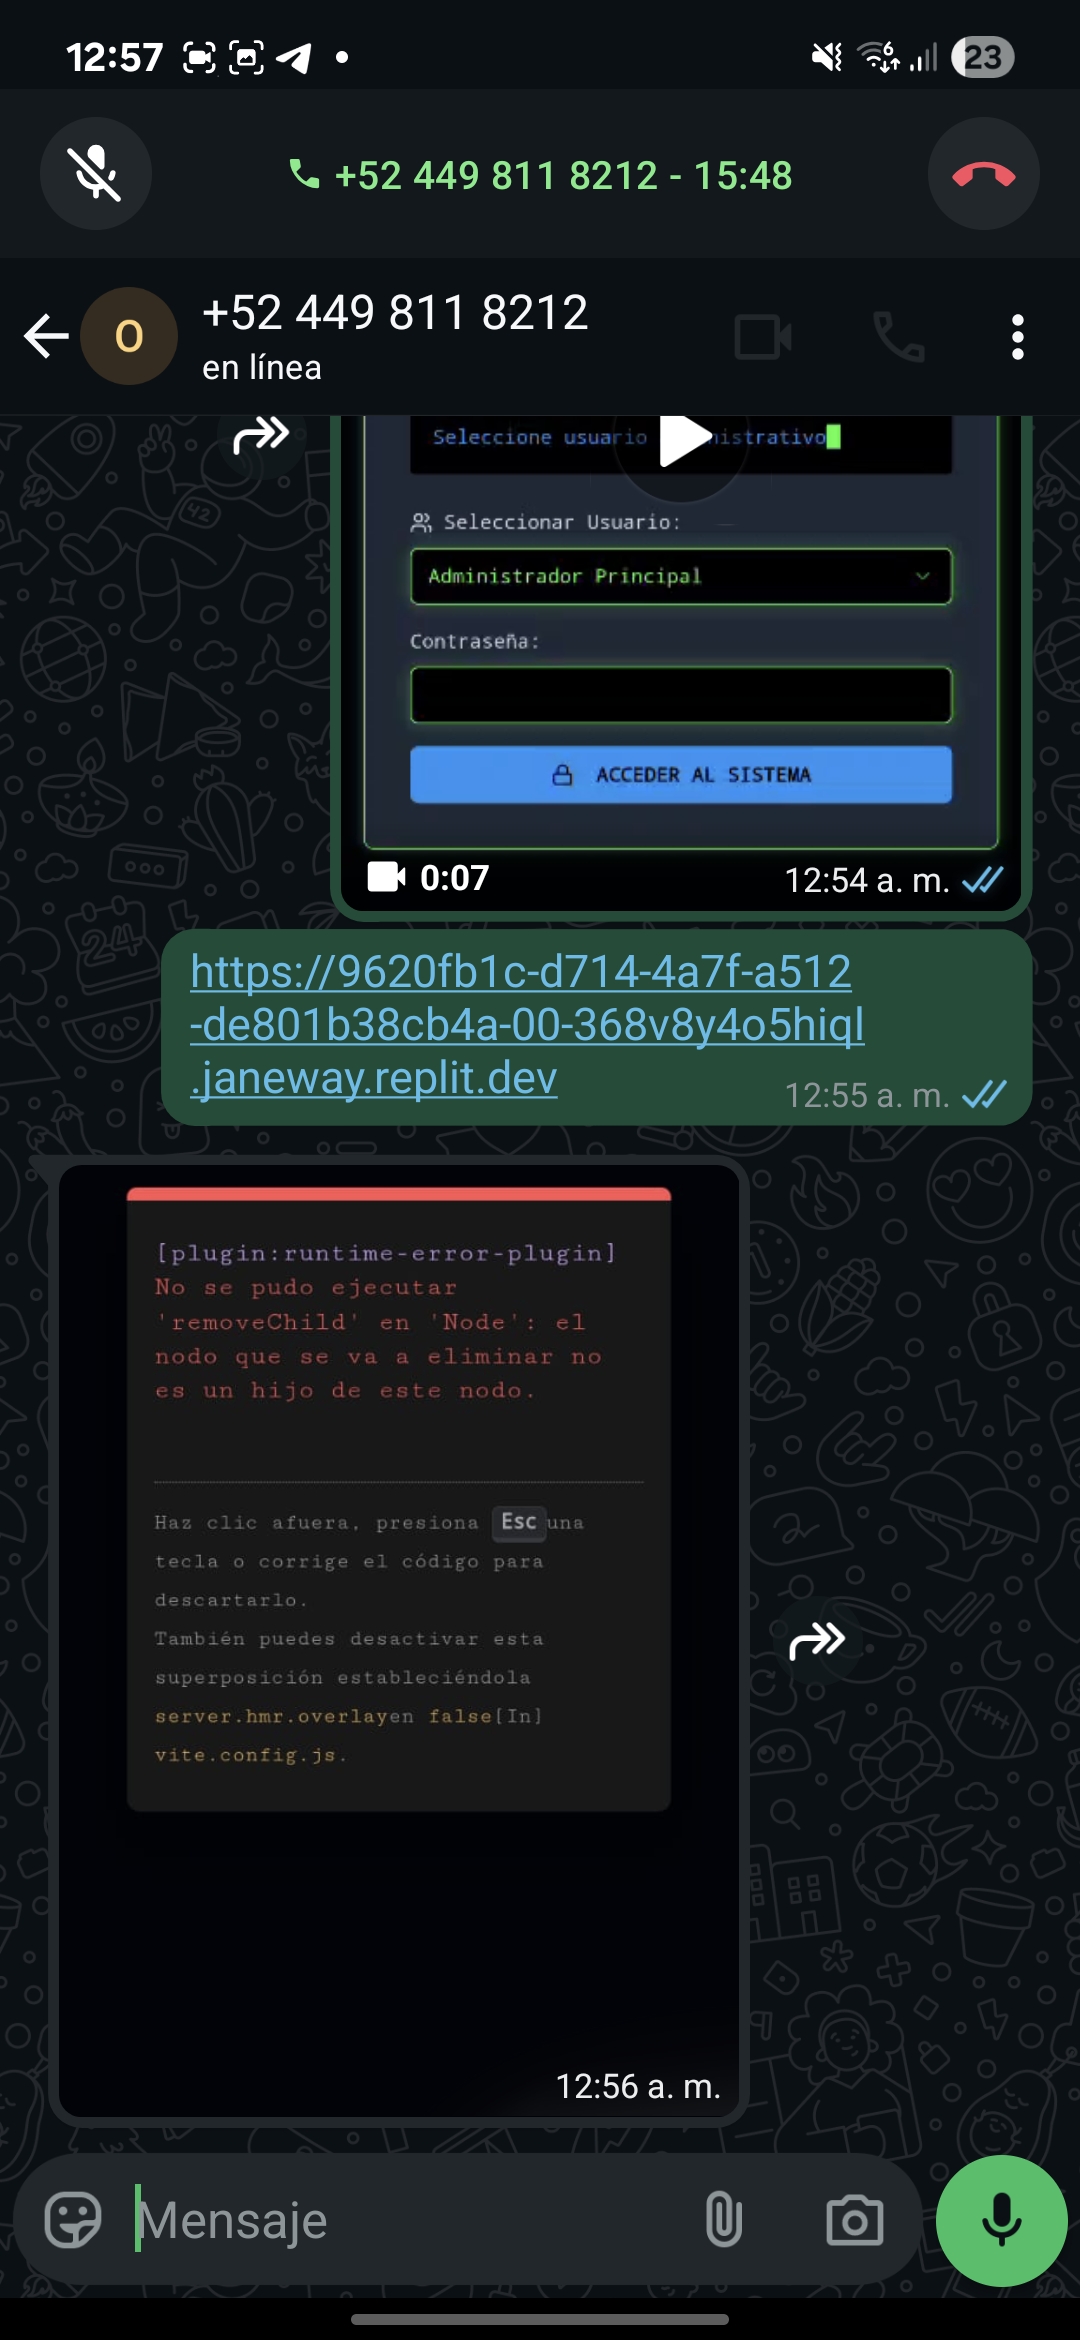 12:57
6
23
+52 449 811 8212 - 15:48
O
+52 449 811 8212
en línea
Seleccione usuario
Seleccionar Usuario:
Administrador Principal
Contraseña:
ACCEDER AL SISTEMA
0:07
12:54 a. m.
https://9620fb1c-d714-4a7f-a512
-de801b38cb4a-00-368v8y4o5hiql
.janeway.replit.dev
12:55 a. m.
[plugin:runtime-error-plugin]
No se pudo ejecutar
'removeChild' en 'Node': el
nodo que se va a eliminar no
es un hijo de este nodo.
Haz clic afuera, presiona Esc una
tecla o corrige el código para
descartarlo.
También puedes desactivar esta
superposición estableciéndola
server.hmr.overlayen false[In]
vite.config.js.
12:56 a. m.
Mensaje